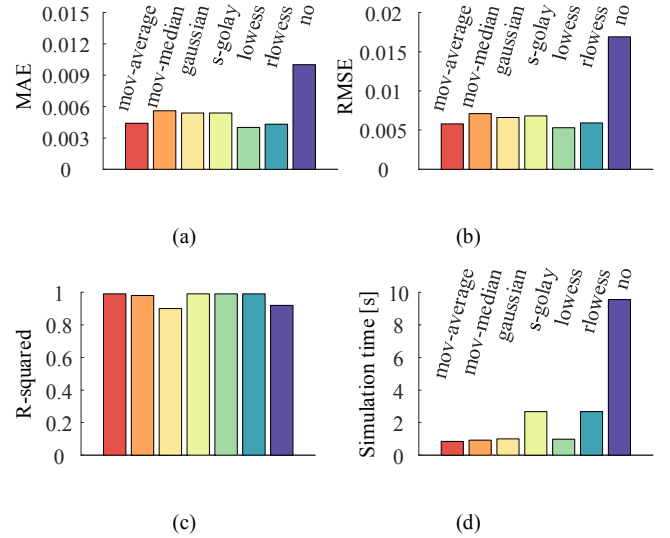 MAE
0.015
0.012
0.009
0.006
0.003
0
mov-average
mov-median
gaussian
s-golay
lowess
rlowess
no
(a)
RMSE
0.02
0.015
0.01
0.005
0
mov-average
mov-median
gaussian
s-golay
lowess
rlowess
no
(b)
R-squared
1
0.8
0.6
0.4
0.2
0
(c)
Simulation time [s]
10
8
6
4
2
0
mov-average
mov-median
gaussian
s-golay
lowess
rlowess
no
(d)